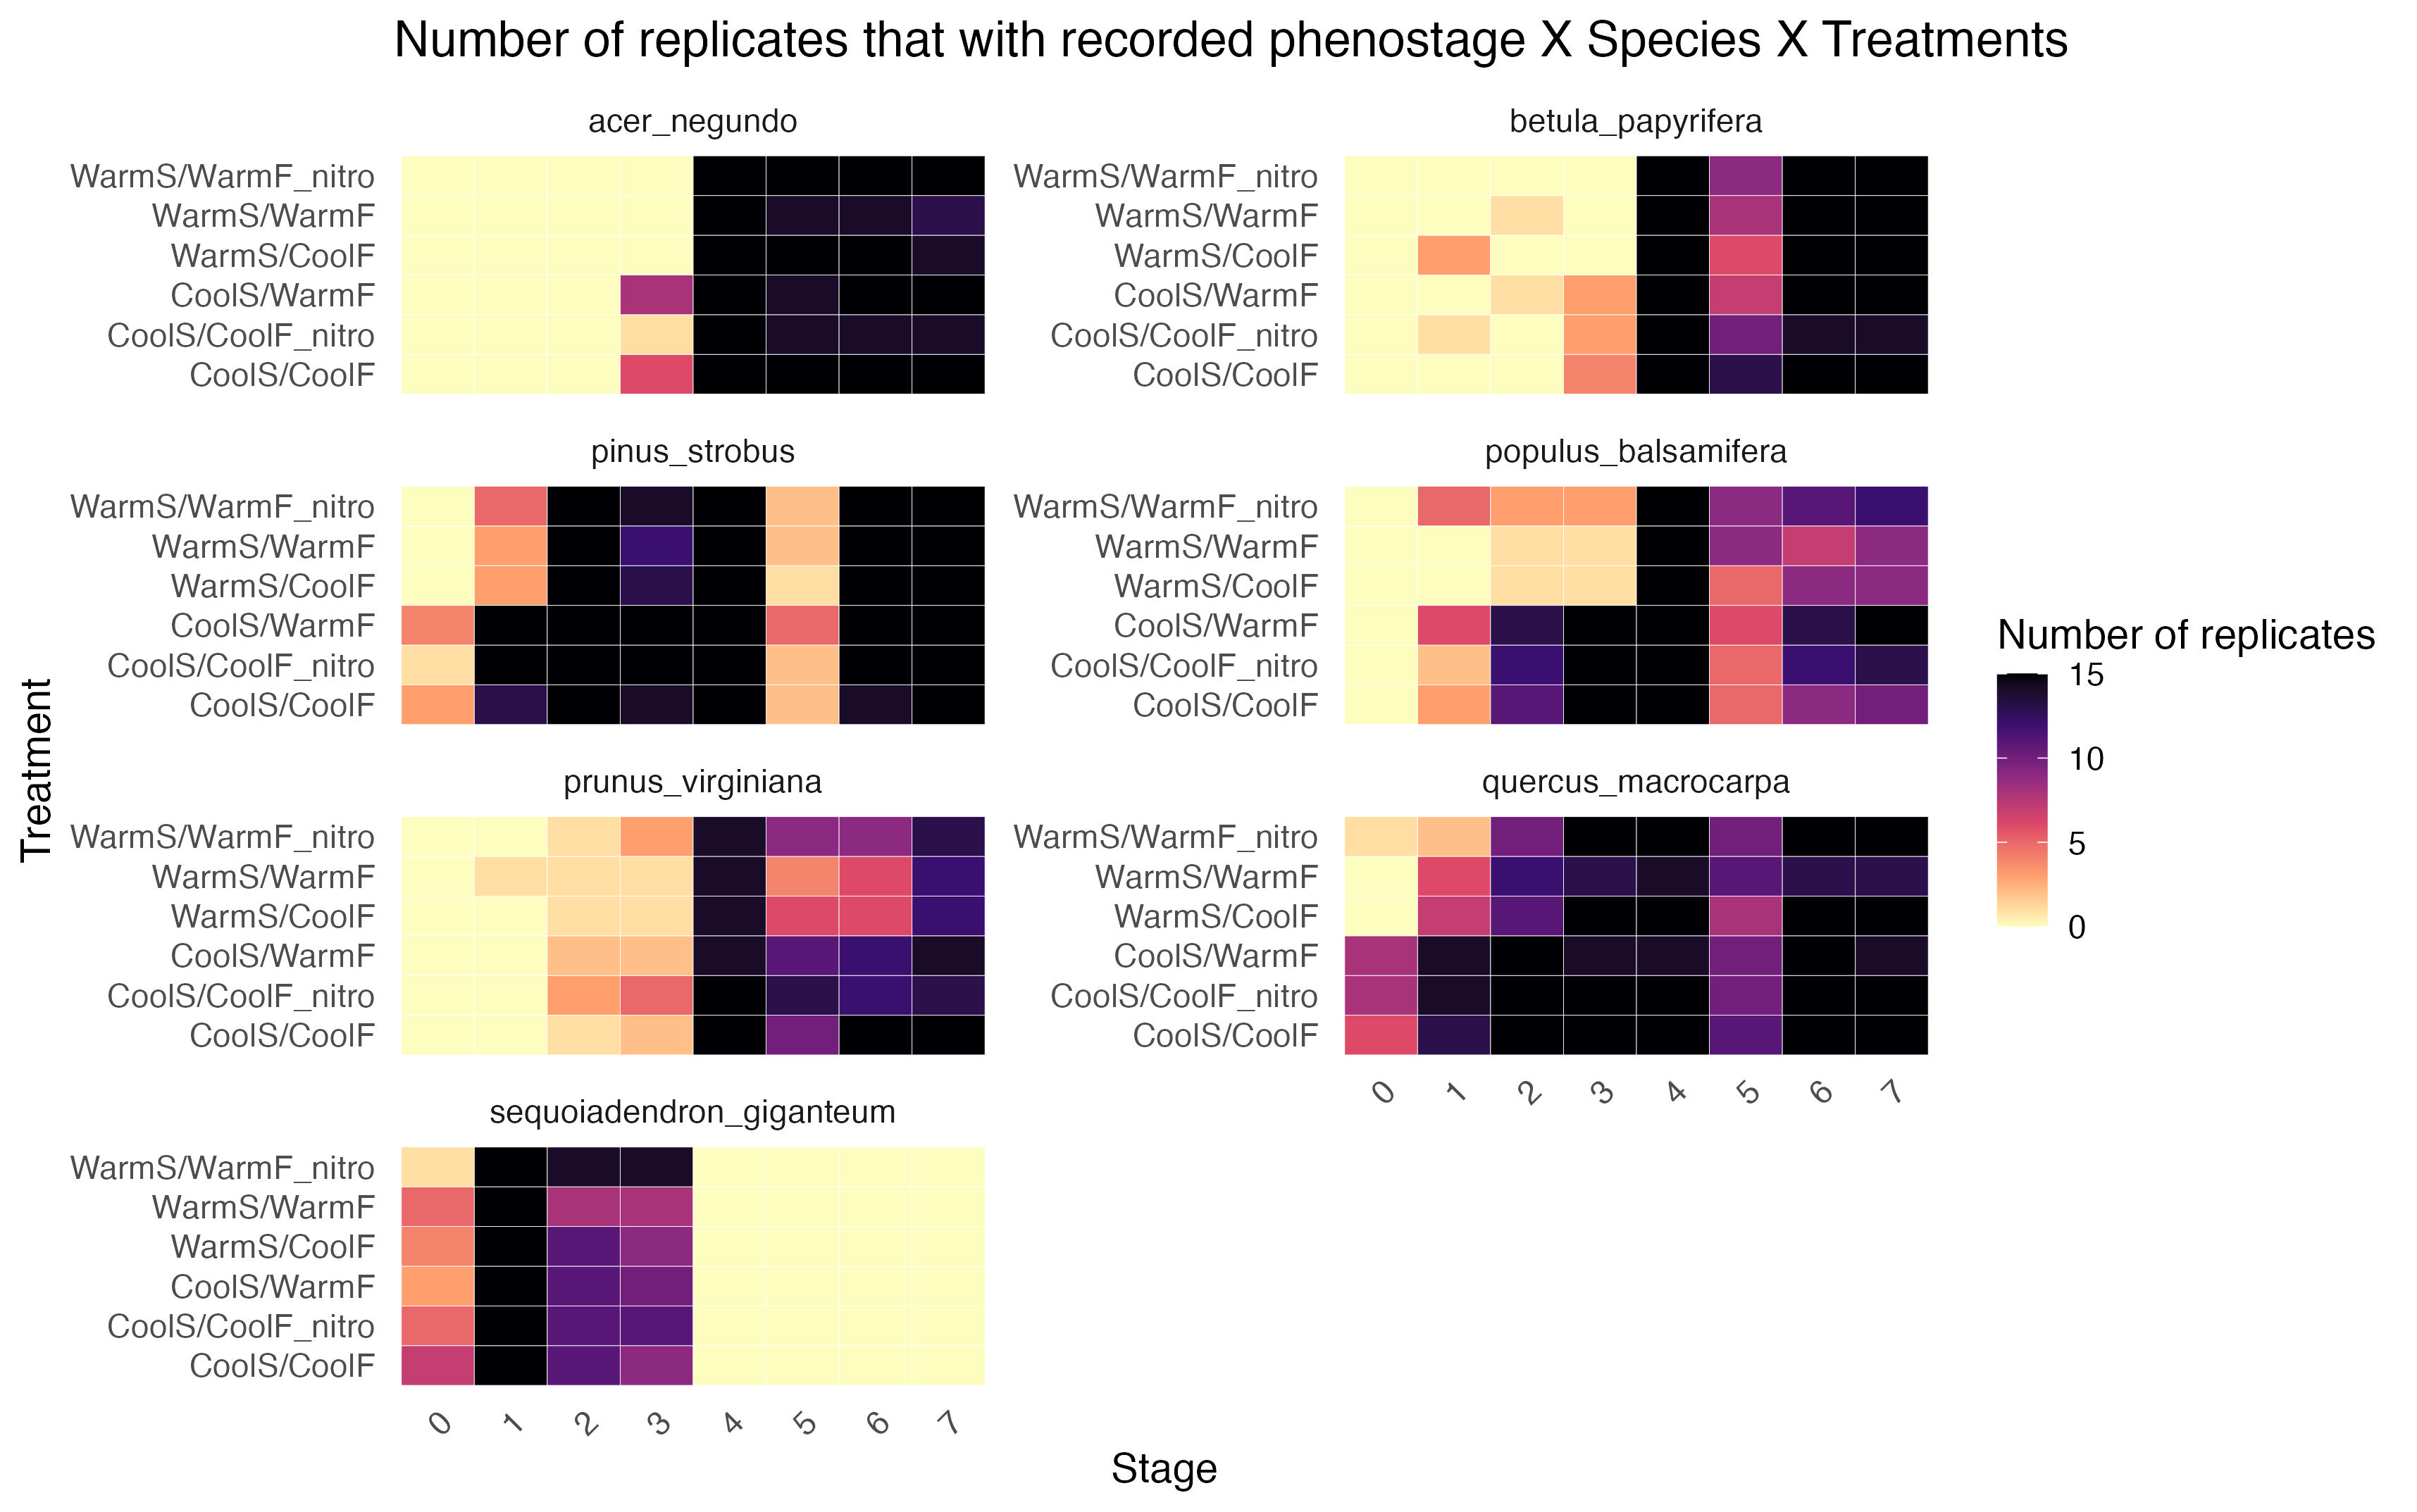 Number of replicates that with recorded phenostage X Species X Treatments
acer_negundo
WarmS/WarmF_nitro
WarmS/WarmF
WarmS/CoolF
CoolS/WarmF
CoolS/CoolF_nitro
CoolS/CoolF
betula_papyrifera
WarmS/WarmF_nitro
WarmS/WarmF
WarmS/CoolF
CoolS/WarmF
CoolS/CoolF_nitro
CoolS/CoolF
pinus_strobus
WarmS/WarmF_nitro
WarmS/WarmF
WarmS/CoolF
CoolS/WarmF
CoolS/CoolF_nitro
CoolS/CoolF
populus_balsamifera
WarmS/WarmF_nitro
WarmS/WarmF
WarmS/CoolF
CoolS/WarmF
CoolS/CoolF_nitro
CoolS/CoolF
prunus_virginiana
WarmS/WarmF_nitro
WarmS/WarmF
WarmS/CoolF
CoolS/WarmF
CoolS/CoolF_nitro
CoolS/CoolF
quercus_macrocarpa
WarmS/WarmF_nitro
WarmS/WarmF
WarmS/CoolF
CoolS/WarmF
CoolS/CoolF_nitro
CoolS/CoolF
0 1 2 3 4 5 6 7
sequoiadendron_giganteum
WarmS/WarmF_nitro
WarmS/WarmF
WarmS/CoolF
CoolS/WarmF
CoolS/CoolF_nitro
CoolS/CoolF
0 1 2 3 4 5 6 7
Treatment
Stage
Number of replicates
15
10
5
0